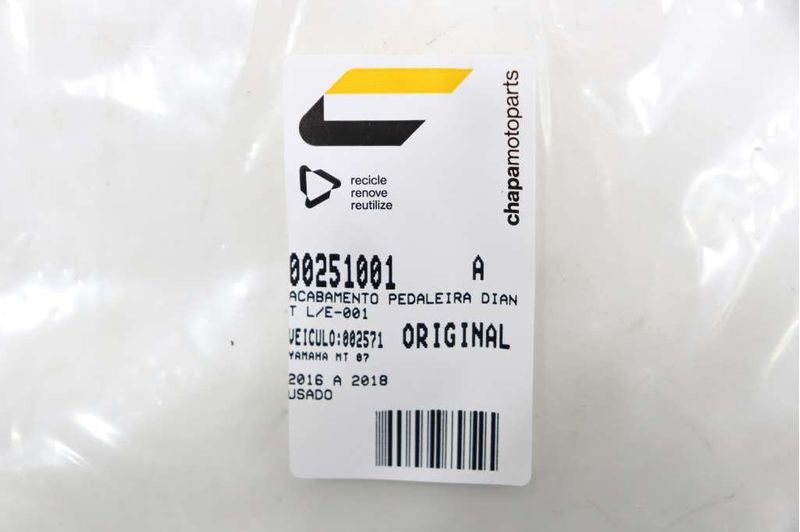 chapamotoparts
recicle
renove
reutilize
00251001 A
ACABAMENTO PEDALEIRA DIAN
T L/E-001
VEICULO:002571 ORIGINAL
YAMAHA MT 07
2016 A 2018
USADO